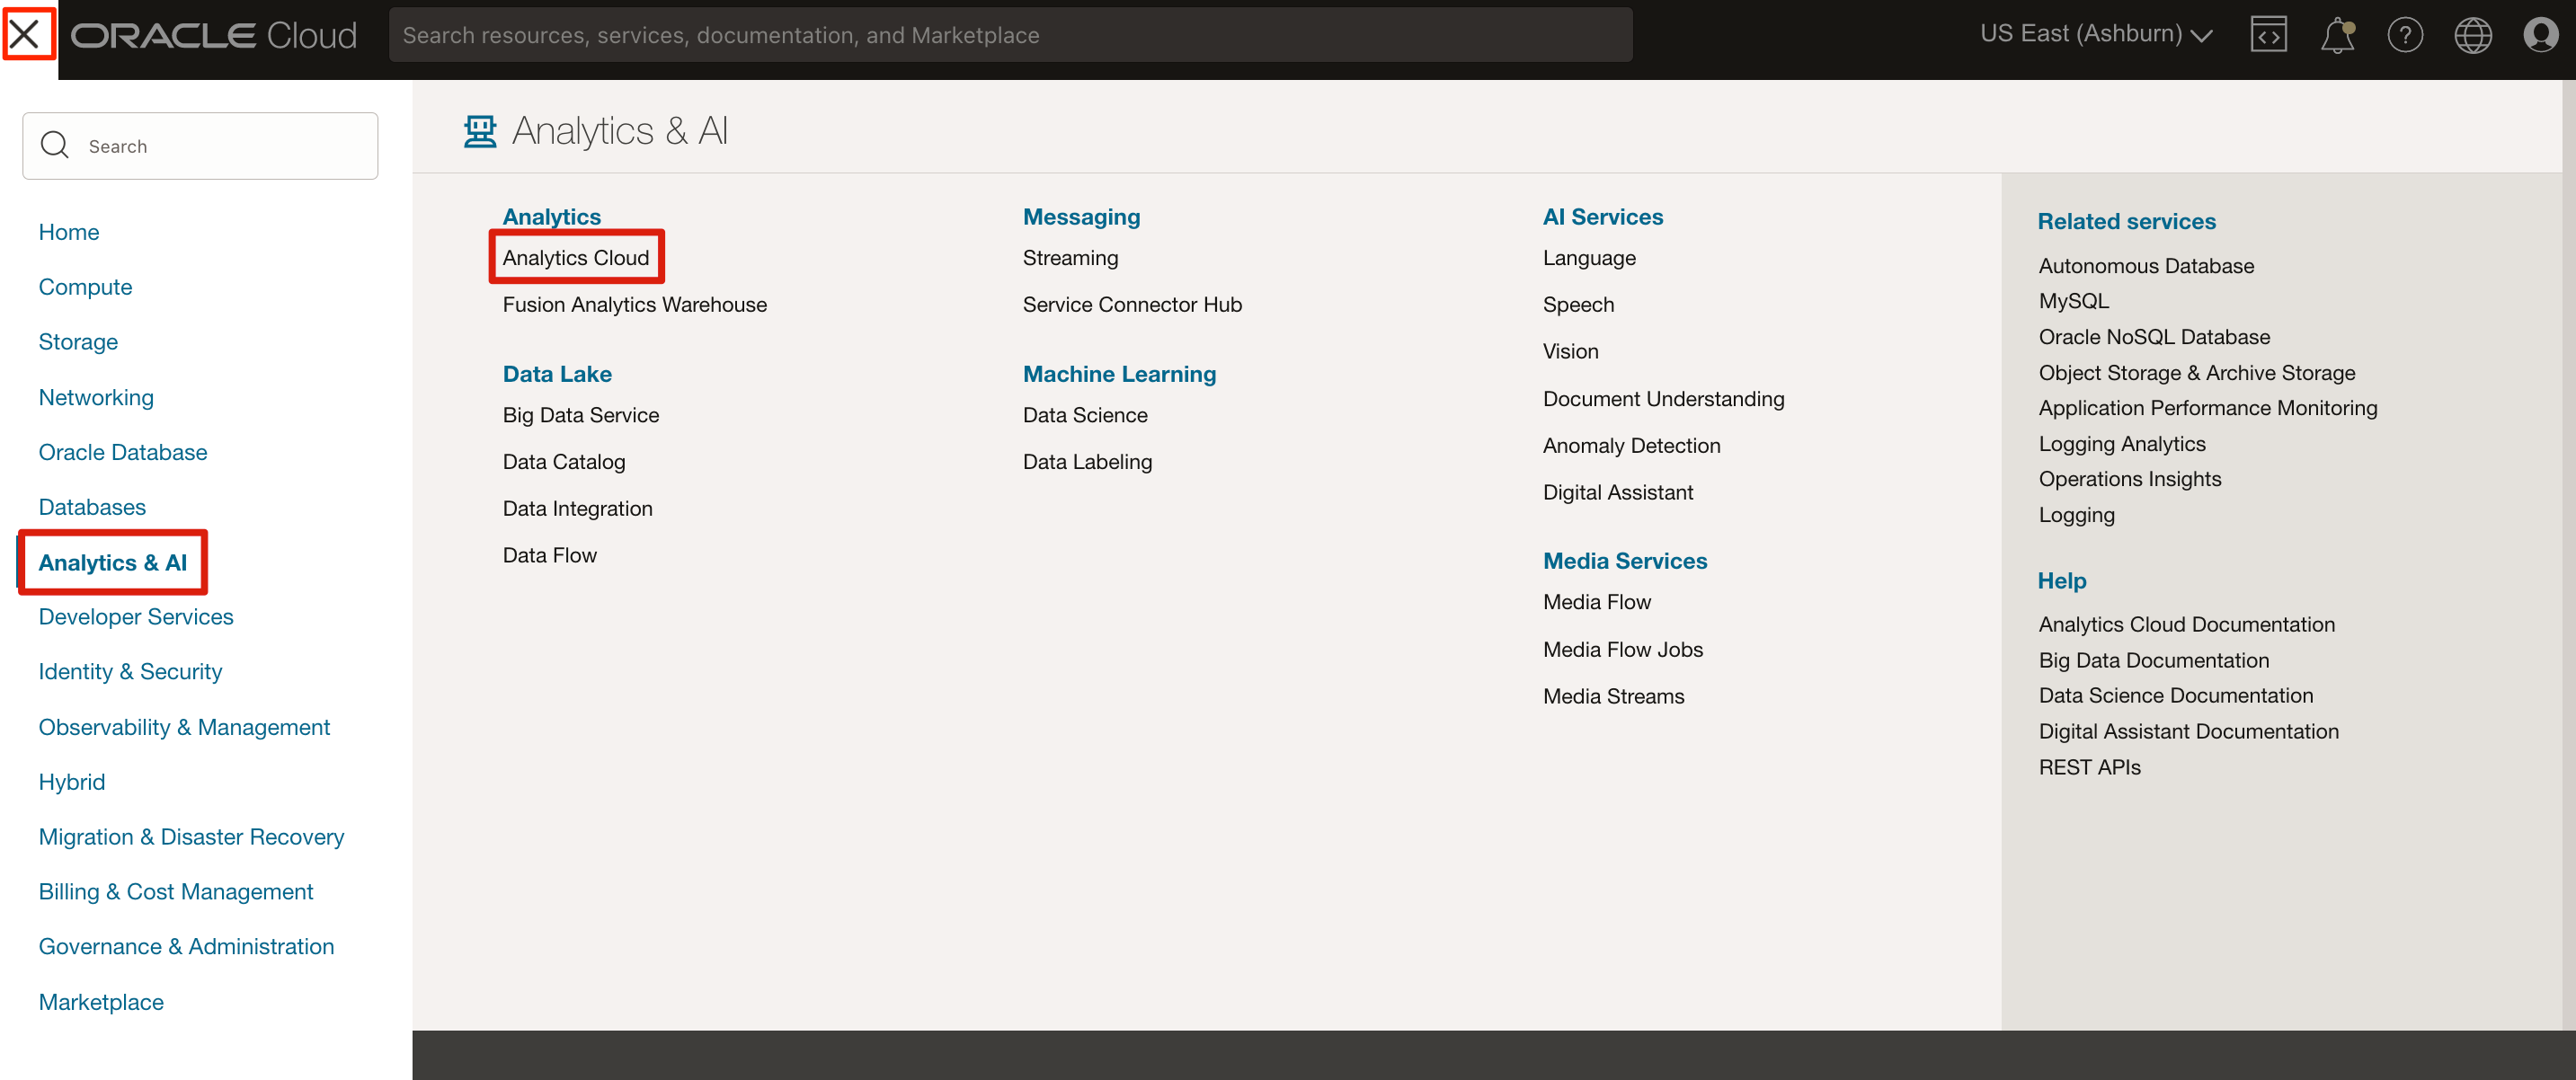 ORACLE Cloud
Search resources, services, documentation, and Marketplace
US East (Ashburn)
Search
Home
Compute
Storage
Networking
Oracle Database
Databases
Analytics & AI
Developer Services
Identity & Security
Observability & Management
Hybrid
Migration & Disaster Recovery
Billing & Cost Management
Governance & Administration
Marketplace
Analytics & AI
Analytics
Analytics Cloud
Fusion Analytics Warehouse
Data Lake
Big Data Service
Data Catalog
Data Integration
Data Flow
Messaging
Streaming
Service Connector Hub
Machine Learning
Data Science
Data Labeling
AI Services
Language
Speech
Vision
Document Understanding
Anomaly Detection
Digital Assistant
Media Services
Media Flow
Media Flow Jobs
Media Streams
Related services
Autonomous Database
MySQL
Oracle NoSQL Database
Object Storage & Archive Storage
Application Performance Monitoring
Logging Analytics
Operations Insights
Logging
Help
Analytics Cloud Documentation
Big Data Documentation
Data Science Documentation
Digital Assistant Documentation
REST APIs